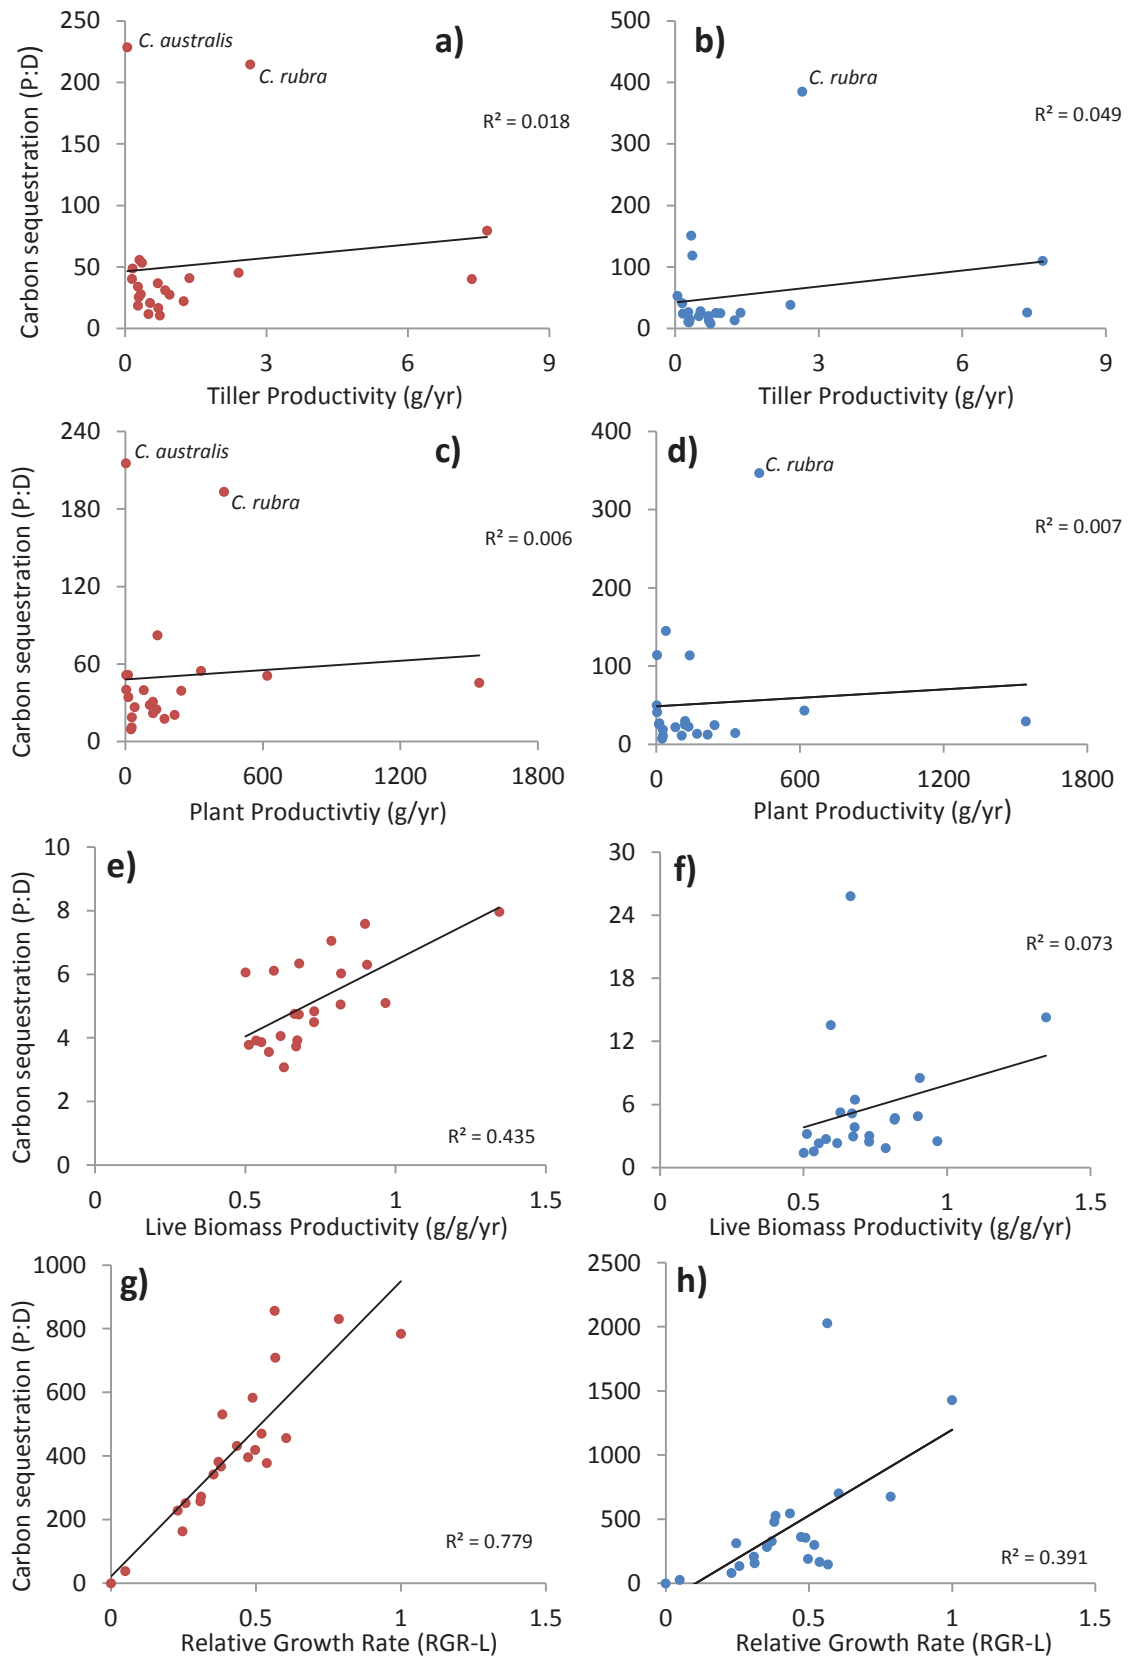 a)
Carbon sequestration (P:D)
250
200
150
100
50
0
C. australis
C. rubra
R² = 0.018
0 3 6 9
Tiller Productivity (g/yr)
b)
500
400
300
200
100
0
C. rubra
R² = 0.049
0 3 6 9
Tiller Productivity (g/yr)
c)
Carbon sequestration (P:D)
240
180
120
60
0
C. australis
C. rubra
R² = 0.006
0 600 1200 1800
Plant Productivtiy (g/yr)
d)
400
300
200
100
0
C. rubra
R² = 0.007
0 600 1200 1800
Plant Productivity (g/yr)
e)
Carbon sequestration (P:D)
10
8
6
4
2
0
R² = 0.435
0 0.5 1 1.5
Live Biomass Productivity (g/g/yr)
f)
30
24
18
12
6
0
R² = 0.073
0 0.5 1 1.5
Live Biomass Productivity (g/g/yr)
g)
Carbon sequestration (P:D)
1000
800
600
400
200
0
R² = 0.779
0 0.5 1 1.5
Relative Growth Rate (RGR-L)
h)
2500
2000
1500
1000
500
0
R² = 0.391
0 0.5 1 1.5
Relative Growth Rate (RGR-L)